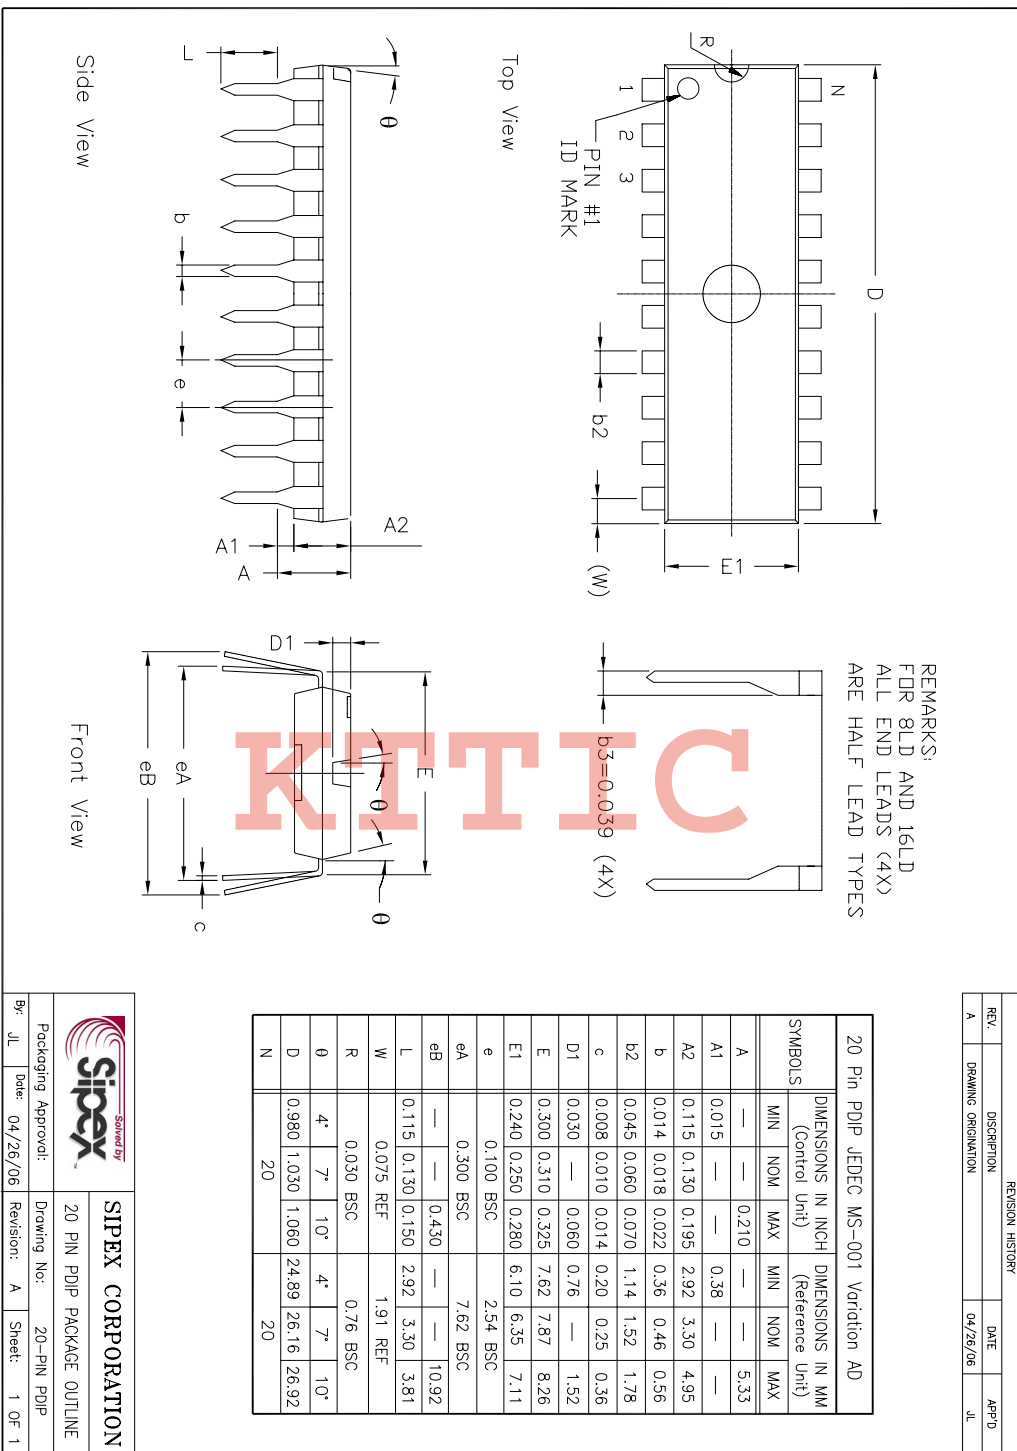 REVISION HISTORY
REV. DISCRIPTION DATE APP'D
A DRAWING ORIGINATION 04/26/06 JL
REMARKS:
FOR 8LD AND 16LD
ALL END LEADS (4X)
ARE HALF LEAD TYPES
N
D
R
1 2 3
PIN #1
ID MARK
b2
(W)
E1
Top View
b3=0.039 (4X)
L
θ
b
e
A2
A1
A
Side View
D1
E
θ
θ
eA
eB
c
Front View
KTTIC
20 Pin PDIP JEDEC MS-001 Variation AD
SYMBOLS DIMENSIONS IN INCH (Control Unit) DIMENSIONS IN MM (Reference Unit)
MIN NOM MAX MIN NOM MAX
A — — 0.210 — — 5.33
A1 0.015 — — 0.38 — —
A2 0.115 0.130 0.195 2.92 3.30 4.95
b 0.014 0.018 0.022 0.36 0.46 0.56
b2 0.045 0.060 0.070 1.14 1.52 1.78
c 0.008 0.010 0.014 0.20 0.25 0.36
D1 0.030 — 0.060 0.76 — 1.52
E 0.300 0.310 0.325 7.62 7.87 8.26
E1 0.240 0.250 0.280 6.10 6.35 7.11
e 0.100 BSC 2.54 BSC
eA 0.300 BSC 7.62 BSC
eB — — 0.430 — — 10.92
L 0.115 0.130 0.150 2.92 3.30 3.81
W 0.075 REF 1.91 REF
R 0.030 BSC 0.76 BSC
θ 4° 7° 10° 4° 7° 10°
D 0.980 1.030 1.060 24.89 26.16 26.92
N 20 20
Solved by
Sipex™
SIPEX CORPORATION
20 PIN PDIP PACKAGE OUTLINE
Packaging Approval: Drawing No: 20-PIN PDIP
By: JL Date: 04/26/06 Revision: A Sheet: 1 OF 1